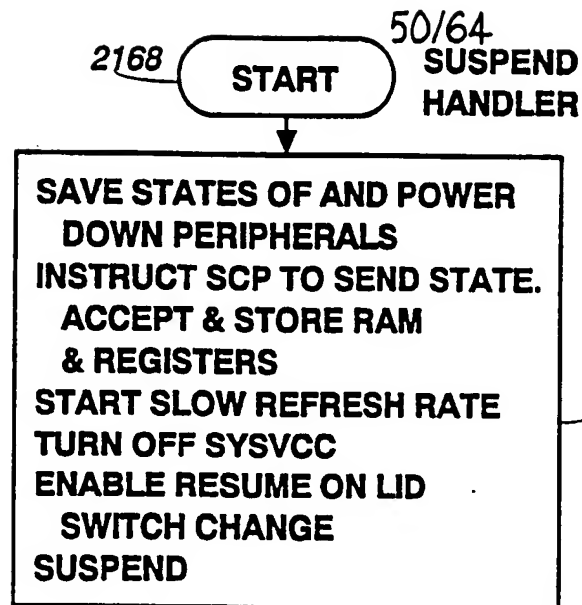 50/64
2168
START
SUSPEND
HANDLER
SAVE STATES OF AND POWER
DOWN PERIPHERALS
INSTRUCT SCP TO SEND STATE.
ACCEPT & STORE RAM
& REGISTERS
START SLOW REFRESH RATE
TURN OFF SYSVCC
ENABLE RESUME ON LID
SWITCH CHANGE
SUSPEND